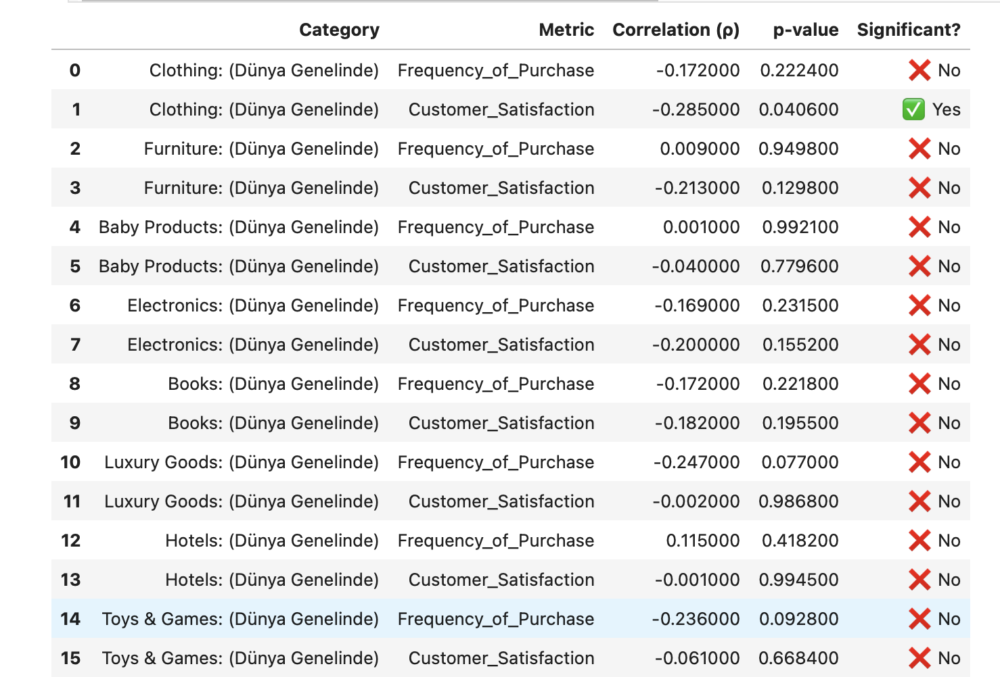 Category Metric Correlation (ρ) p-value Significant?
0 Clothing: (Dünya Genelinde) Frequency_of_Purchase -0.172000 0.222400 ❌ No
1 Clothing: (Dünya Genelinde) Customer_Satisfaction -0.285000 0.040600 ✅ Yes
2 Furniture: (Dünya Genelinde) Frequency_of_Purchase 0.009000 0.949800 ❌ No
3 Furniture: (Dünya Genelinde) Customer_Satisfaction -0.213000 0.129800 ❌ No
4 Baby Products: (Dünya Genelinde) Frequency_of_Purchase 0.001000 0.992100 ❌ No
5 Baby Products: (Dünya Genelinde) Customer_Satisfaction -0.040000 0.779600 ❌ No
6 Electronics: (Dünya Genelinde) Frequency_of_Purchase -0.169000 0.231500 ❌ No
7 Electronics: (Dünya Genelinde) Customer_Satisfaction -0.200000 0.155200 ❌ No
8 Books: (Dünya Genelinde) Frequency_of_Purchase -0.172000 0.221800 ❌ No
9 Books: (Dünya Genelinde) Customer_Satisfaction -0.182000 0.195500 ❌ No
10 Luxury Goods: (Dünya Genelinde) Frequency_of_Purchase -0.247000 0.077000 ❌ No
11 Luxury Goods: (Dünya Genelinde) Customer_Satisfaction -0.002000 0.986800 ❌ No
12 Hotels: (Dünya Genelinde) Frequency_of_Purchase 0.115000 0.418200 ❌ No
13 Hotels: (Dünya Genelinde) Customer_Satisfaction -0.001000 0.994500 ❌ No
14 Toys & Games: (Dünya Genelinde) Frequency_of_Purchase -0.236000 0.092800 ❌ No
15 Toys & Games: (Dünya Genelinde) Customer_Satisfaction -0.061000 0.668400 ❌ No